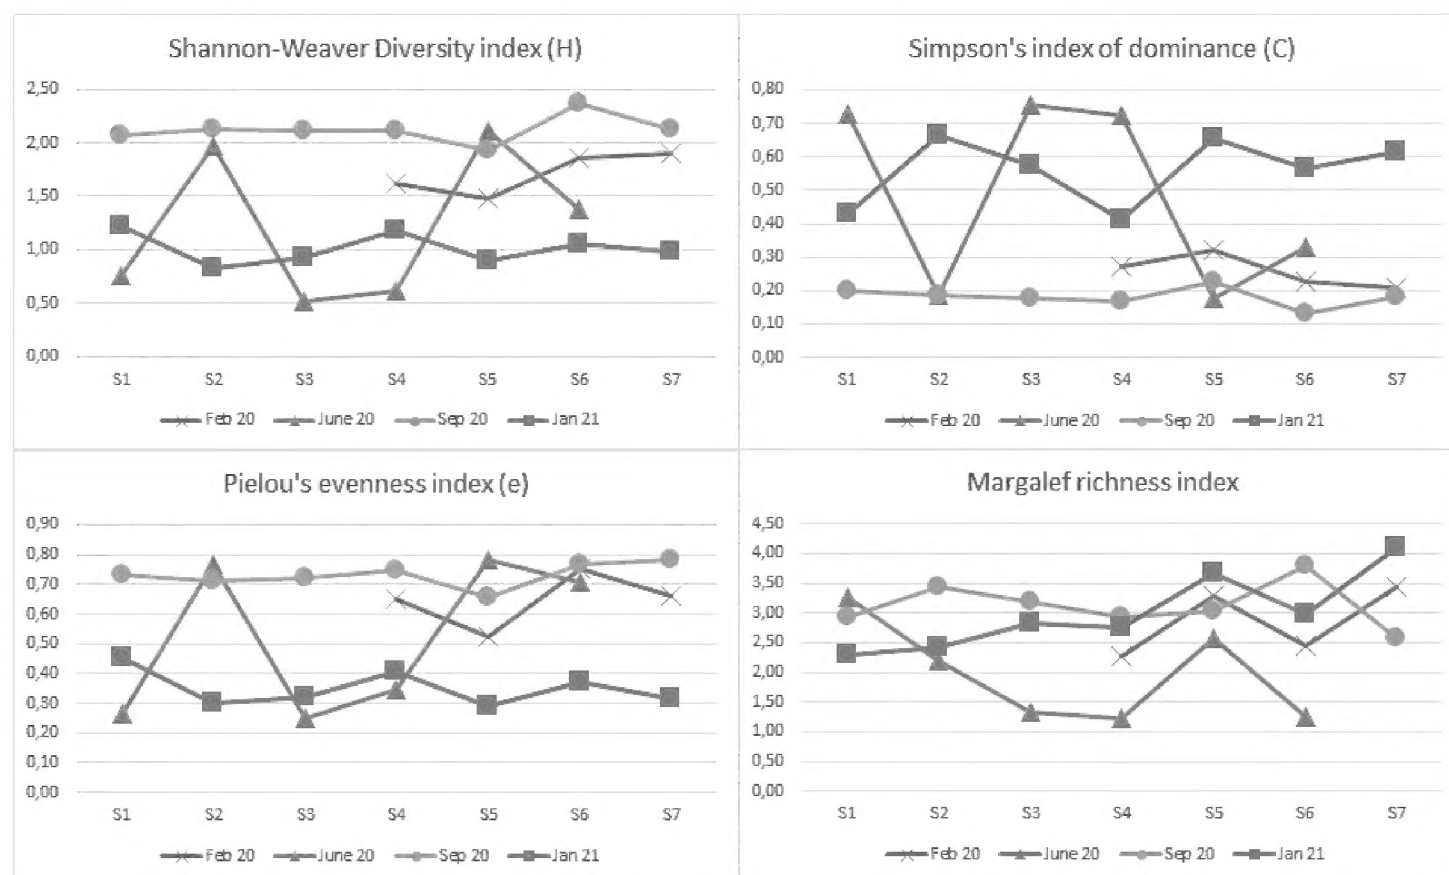 Shannon-Weaver Diversity index (H)
2,50
2,00
1,50
1,00
0,50
0,00
S1 S2 S3 S4 S5 S6 S7
Feb 20 June 20 Sep 20 Jan 21
Simpson's index of dominance (C)
0,80
0,70
0,60
0,50
0,40
0,30
0,20
0,10
0,00
S1 S2 S3 S4 S5 S6 S7
Feb 20 June 20 Sep 20 Jan 21
Pielou's evenness index (e)
0,90
0,80
0,70
0,60
0,50
0,40
0,30
0,20
0,10
0,00
S1 S2 S3 S4 S5 S6 S7
Feb 20 June 20 Sep 20 Jan 21
Margalef richness index
4,50
4,00
3,50
3,00
2,50
2,00
1,50
1,00
0,50
0,00
S1 S2 S3 S4 S5 S6 S7
Feb 20 June 20 Sep 20 Jan 21